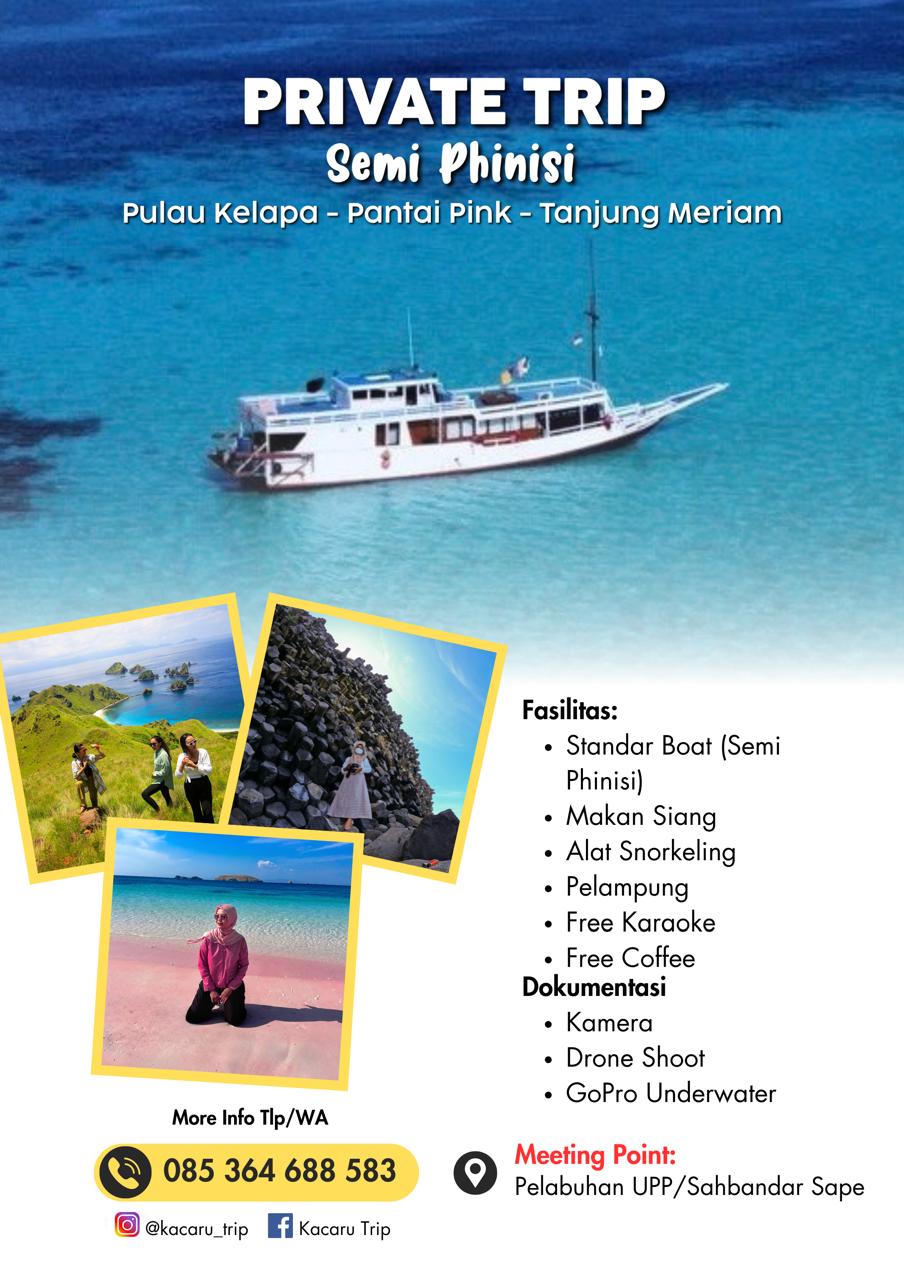 PRIVATE TRIP
Semi Phinisi
Pulau Kelapa - Pantai Pink - Tanjung Meriam
Fasilitas:
• Standar Boat (Semi
Phinisi)
• Makan Siang
• Alat Snorkeling
• Pelampung
• Free Karaoke
• Free Coffee
Dokumentasi
• Kamera
• Drone Shoot
• GoPro Underwater
More Info Tlp/WA
085 364 688 583
@kacaru_trip Kacaru Trip
Meeting Point:
Pelabuhan UPP/Sahbandar Sape